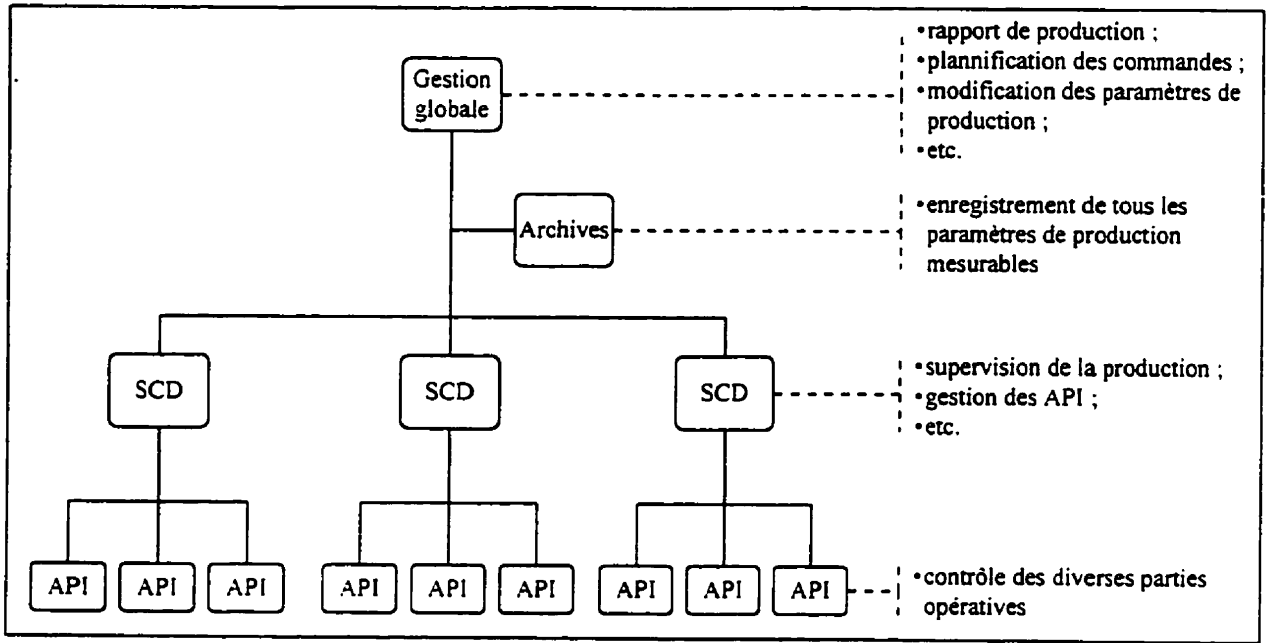 Gestion
globale
•rapport de production ;
•plannification des commandes ;
•modification des paramètres de
production ;
•etc.
Archives
•enregistrement de tous les
paramètres de production
mesurables
SCD
SCD
SCD
•supervision de la production ;
•gestion des API ;
•etc.
API
API
API
API
API
API
API
API
API
•contrôle des diverses parties
opératives